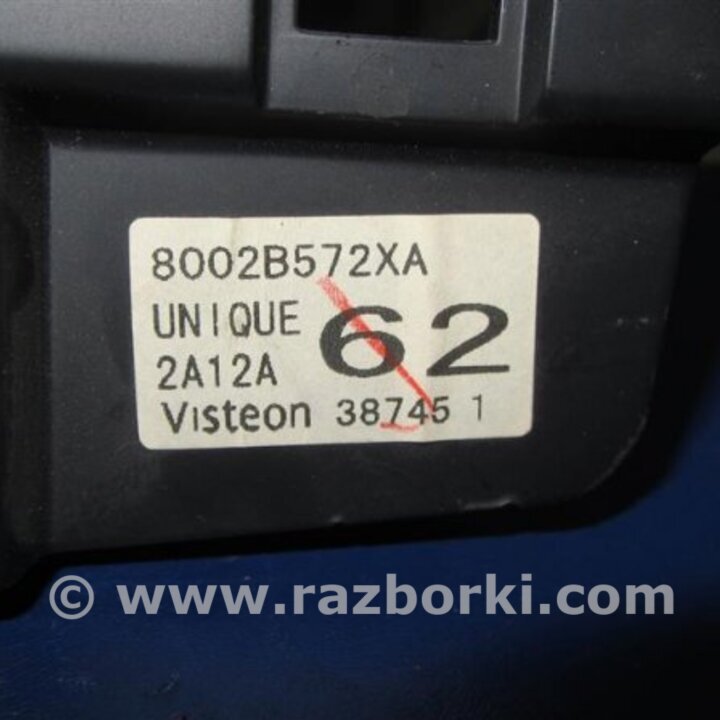 8002B572XA
UNIQUE 62
2A12A
Visteon 38745 1
© www.razborki.com